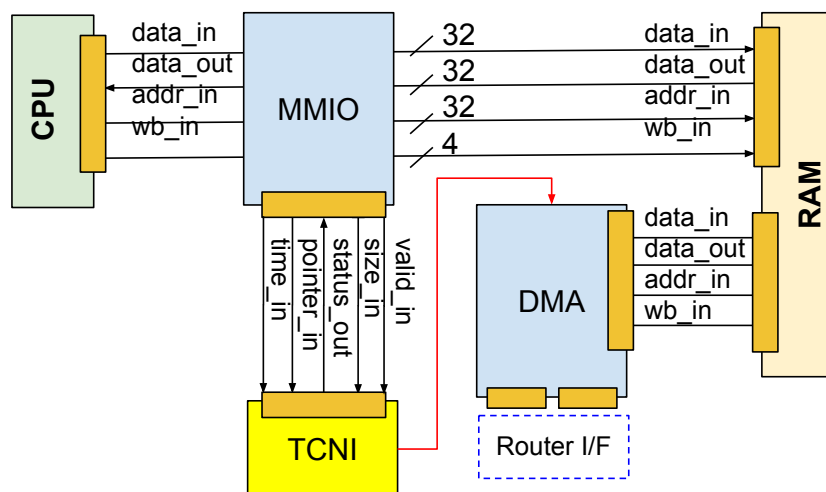 CPU
data_in
data_out
addr_in
wb_in
MMIO
32
32
32
4
data_in
data_out
addr_in
wb_in
RAM
time_in
pointer_in
status_out
size_in
valid_in
DMA
data_in
data_out
addr_in
wb_in
TCNI
Router I/F